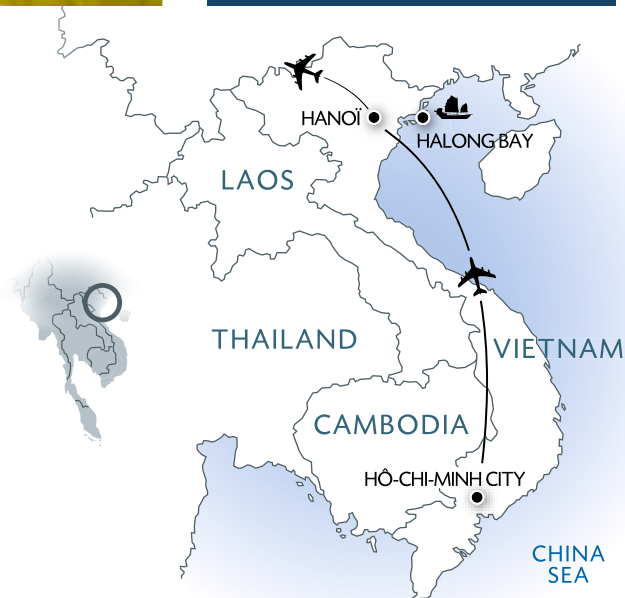 HANOÏ
HALONG BAY
LAOS
THAILAND
VIETNAM
CAMBODIA
HÔ-CHI-MINH CITY
CHINA
SEA